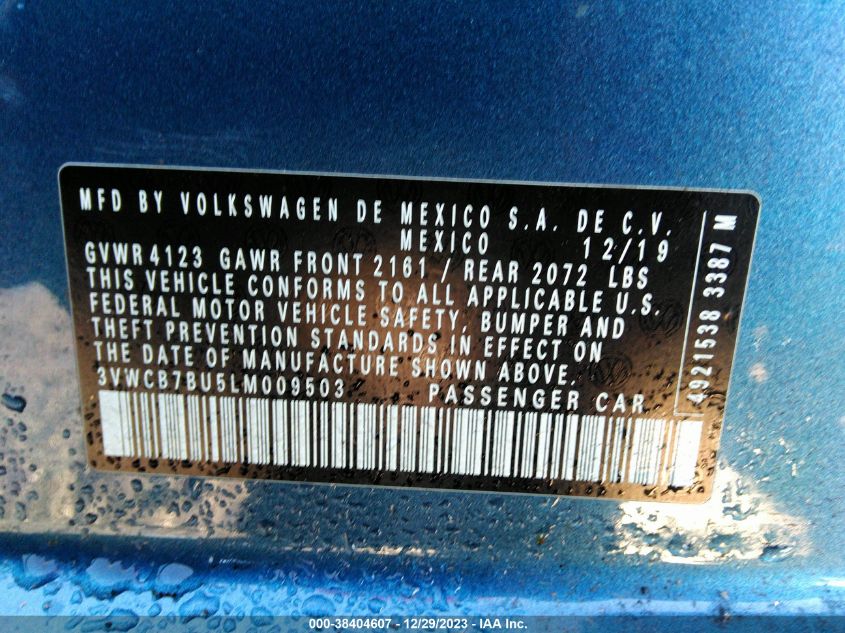 MFD BY VOLKSWAGEN DE MEXICO S.A. DE C.V.
MEXICO 12/19
GVWR 4123 GAWR FRONT 2161 / REAR 2072 LBS
THIS VEHICLE CONFORMS TO ALL APPLICABLE U.S.
FEDERAL MOTOR VEHICLE SAFETY, BUMPER AND
THEFT PREVENTION STANDARDS IN EFFECT ON
THE DATE OF MANUFACTURE SHOWN ABOVE.
3VWCB7BU5LM009503 PASSENGER CAR
4921538 3387 M
000-38404607 - 12/29/2023 - IAA Inc.